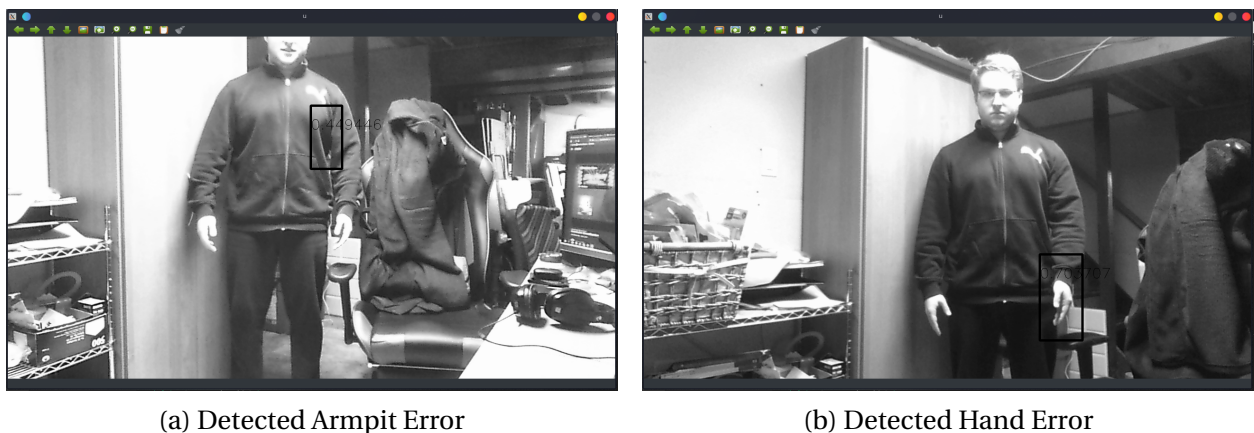 u
u
0.449446
(a) Detected Armpit Error
(b) Detected Hand Error